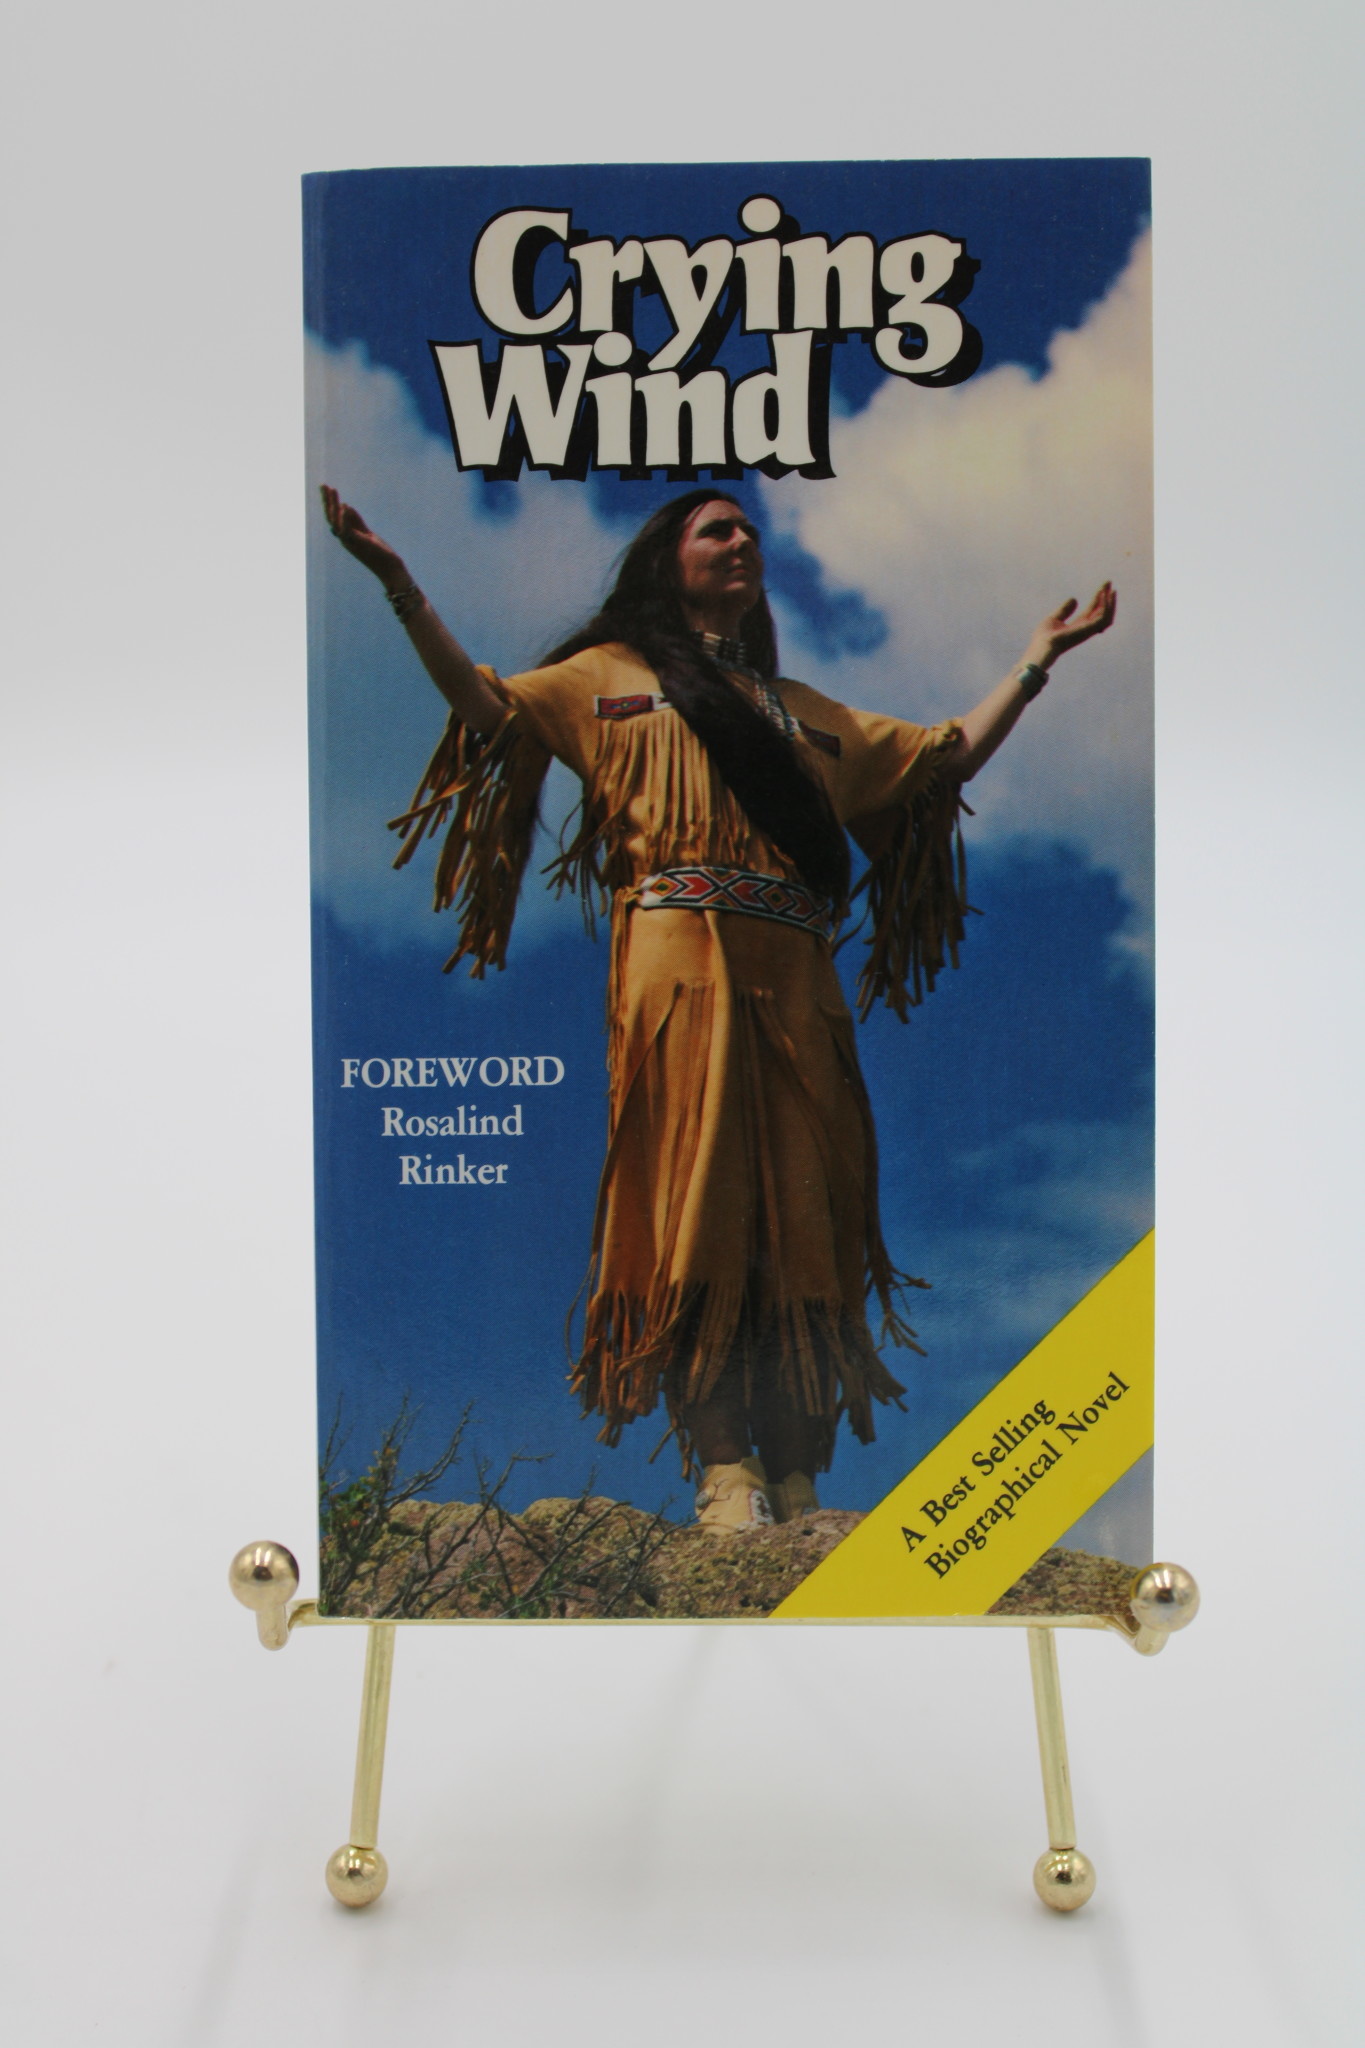 Crying
Wind
FOREWORD
Rosalind
Rinker
A Best Selling
Biographical Novel